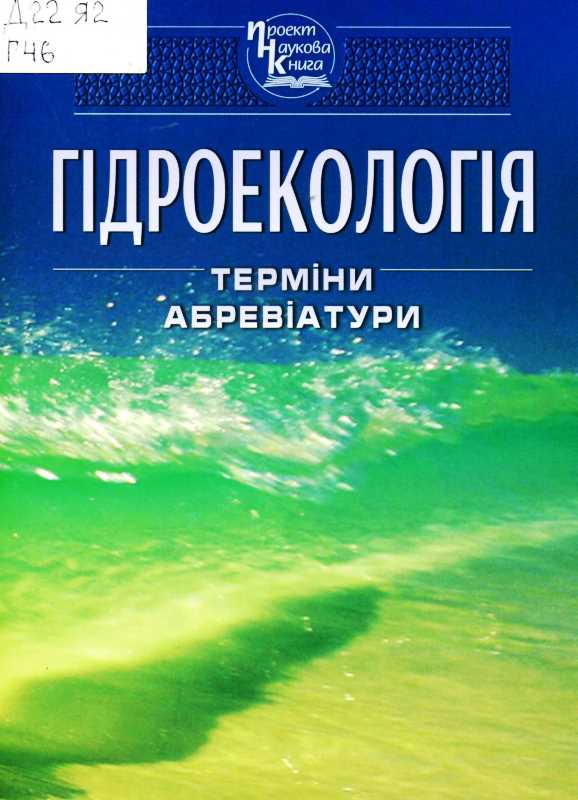 Д22 Я2
Г46
Проект
Наукова
Книга
ГІДРОЕКОЛОГІЯ
ТЕРМІНИ
АБРЕВІАТУРИ